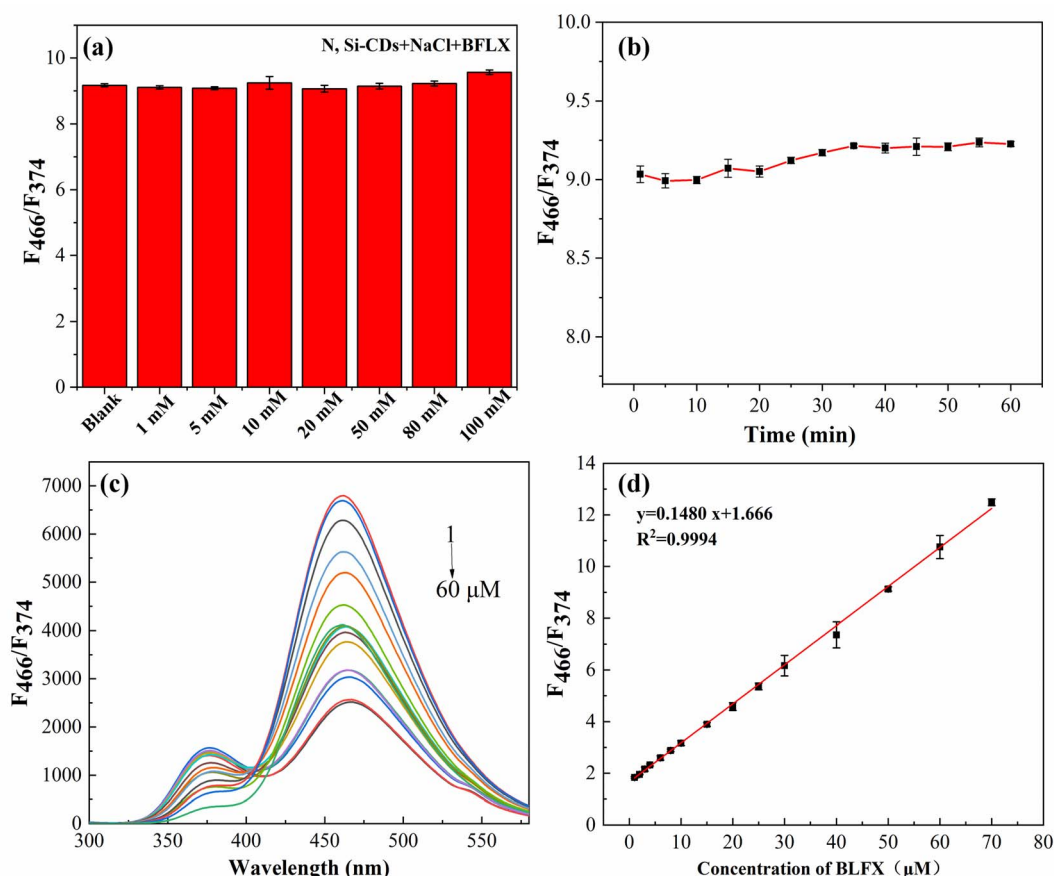 (a)
N, Si-CDs+NaCl+BFLX
10
8
6
4
2
0
F466/F374
Blank
1 mM
5 mM
10 mM
20 mM
50 mM
80 mM
100 mM
(b)
10.0
9.5
9.0
8.5
8.0
F466/F374
0 10 20 30 40 50 60
Time (min)
(c)
7000
6000
5000
4000
3000
2000
1000
0
F466/F374
1
60 μM
300 350 400 450 500 550
Wavelength (nm)
(d)
y=0.1480 x+1.666
R²=0.9994
14
12
10
8
6
4
2
0
F466/F374
0 10 20 30 40 50 60 70 80
Concentration of BLFX（μM）